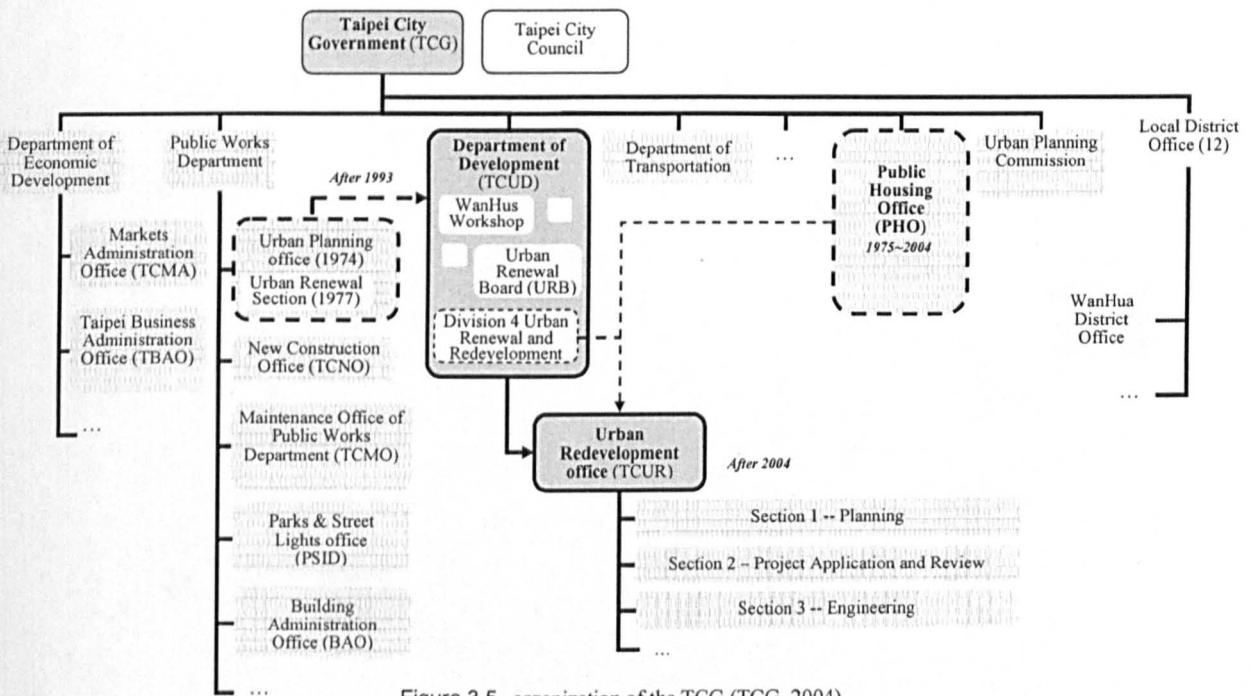 Taipei City
Government (TCG)
Taipei City
Council
Department of
Economic
Development
Public Works
Department
Department of
Development
(TCUD)
Department of
Transportation
...
Public
Housing
Office
(PHO)
1975~2004
Urban Planning
Commission
Local District
Office (12)
After 1993
WanHus
Workshop
Urban
Renewal
Board (URB)
Division 4 Urban
Renewal and
Redevelopment
Markets
Administration
Office (TCMA)
Taipei Business
Administration
Office (TBAO)
...
Urban Planning
office (1974)
Urban Renewal
Section (1977)
New Construction
Office (TCNO)
Maintenance Office of
Public Works
Department (TCMO)
Parks & Street
Lights office
(PSID)
Building
Administration
Office (BAO)
...
WanHua
District
Office
...
Urban
Redevelopment
office (TCUR)
After 2004
Section 1 -- Planning
Section 2 – Project Application and Review
Section 3 -- Engineering
...
Figure 3.5 organization of the TCG (TCG, 2004)